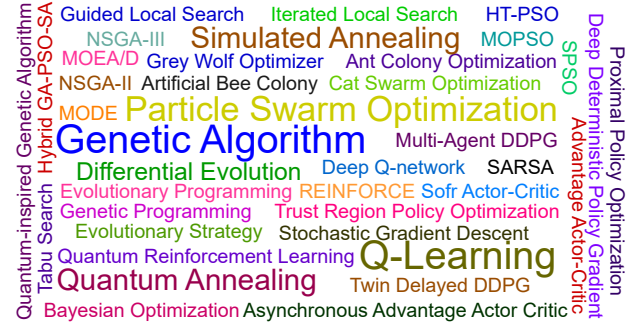 Quantum-inspired Genetic Algorithm
Hybrid GA-PSO-SA
Tabu Search
Guided Local Search
Iterated Local Search
HT-PSO
NSGA-III
Simulated Annealing
MOPSO
MOEA/D
Grey Wolf Optimizer
Ant Colony Optimization
NSGA-II
Artificial Bee Colony
Cat Swarm Optimization
SPSO
MODE
Particle Swarm Optimization
Genetic Algorithm
Multi-Agent DDPG
Differential Evolution
Deep Q-network
SARSA
Evolutionary Programming
REINFORCE
Sofr Actor-Critic
Genetic Programming
Trust Region Policy Optimization
Evolutionary Strategy
Stochastic Gradient Descent
Quantum Reinforcement Learning
Q-Learning
Quantum Annealing
Twin Delayed DDPG
Bayesian Optimization
Asynchronous Advantage Actor Critic
Advantage Actor-Critic
Deep Deterministic Policy Gradient
Proximal Policy Optimization